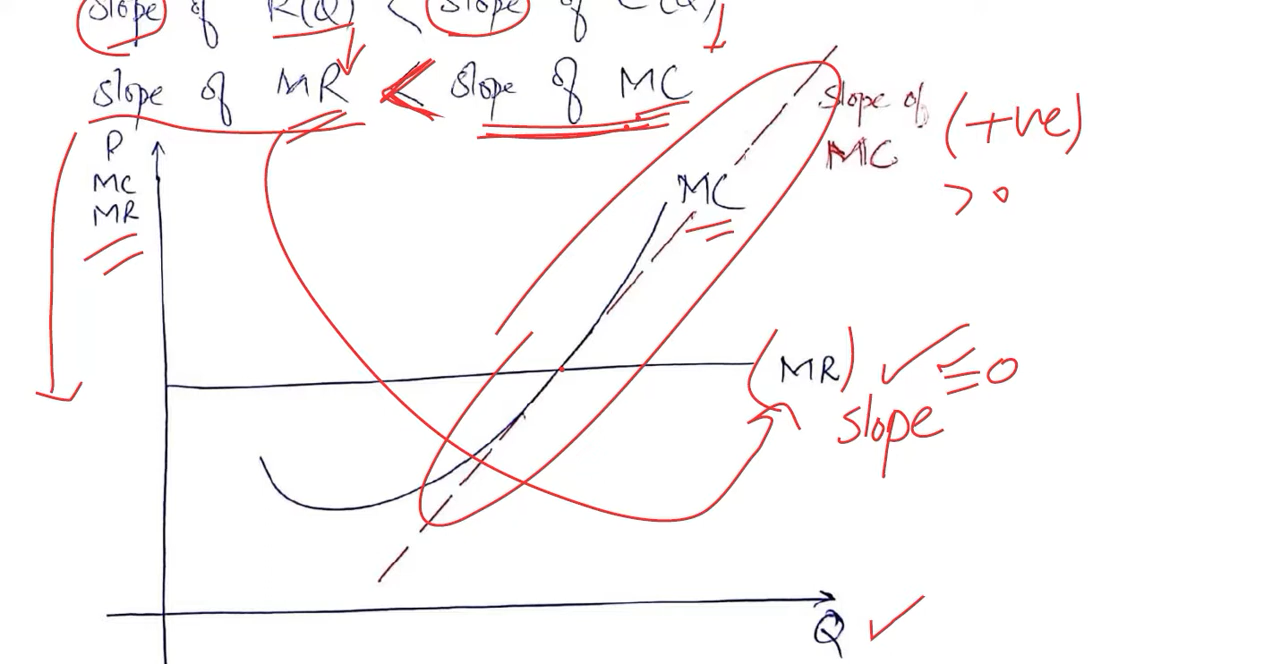 slope of R(Q) < slope of C(Q)
slope of MR < slope of MC
P
MC
MR
slope of
MC
(+ve)
> 0
MC
(MR) ✓ = 0
slope
Q ✓